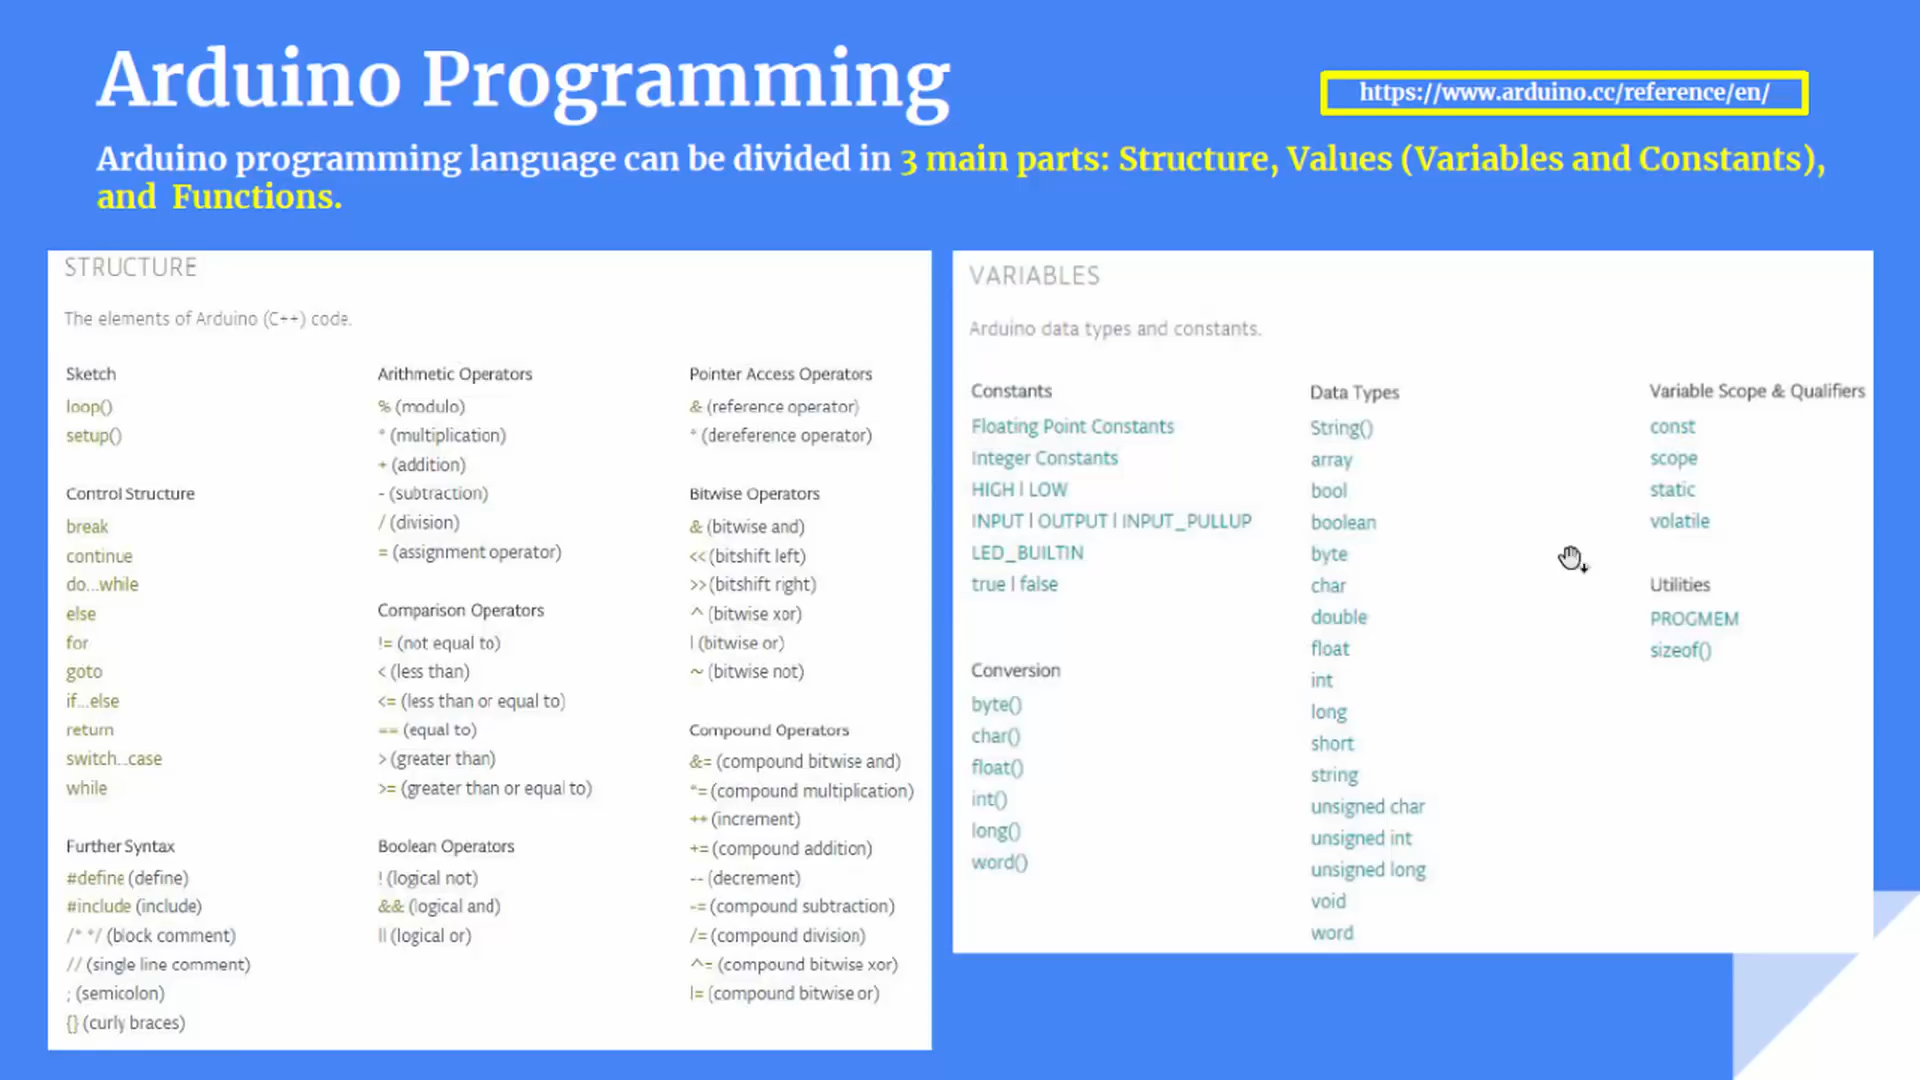 Arduino Programming
https://www.arduino.cc/reference/en/
Arduino programming language can be divided in 3 main parts: Structure, Values (Variables and Constants),
and Functions.
STRUCTURE
The elements of Arduino (C++) code.
Sketch
loop()
setup()
Control Structure
break
continue
do...while
else
for
goto
if...else
return
switch...case
while
Further Syntax
#define (define)
#include (include)
/* */ (block comment)
// (single line comment)
; (semicolon)
{} (curly braces)
Arithmetic Operators
% (modulo)
* (multiplication)
+ (addition)
- (subtraction)
/ (division)
= (assignment operator)
Comparison Operators
!= (not equal to)
< (less than)
<= (less than or equal to)
== (equal to)
> (greater than)
>= (greater than or equal to)
Boolean Operators
! (logical not)
&& (logical and)
|| (logical or)
Pointer Access Operators
& (reference operator)
* (dereference operator)
Bitwise Operators
& (bitwise and)
<< (bitshift left)
>> (bitshift right)
^ (bitwise xor)
| (bitwise or)
~ (bitwise not)
Compound Operators
&= (compound bitwise and)
*= (compound multiplication)
++ (increment)
+= (compound addition)
-- (decrement)
-= (compound subtraction)
/= (compound division)
^= (compound bitwise xor)
|= (compound bitwise or)
VARIABLES
Arduino data types and constants.
Constants
Floating Point Constants
Integer Constants
HIGH | LOW
INPUT | OUTPUT | INPUT_PULLUP
LED_BUILTIN
true | false
Conversion
byte()
char()
float()
int()
long()
word()
Data Types
String()
array
bool
boolean
byte
char
double
float
int
long
short
string
unsigned char
unsigned int
unsigned long
void
word
Variable Scope & Qualifiers
const
scope
static
volatile
Utilities
PROGMEM
sizeof()